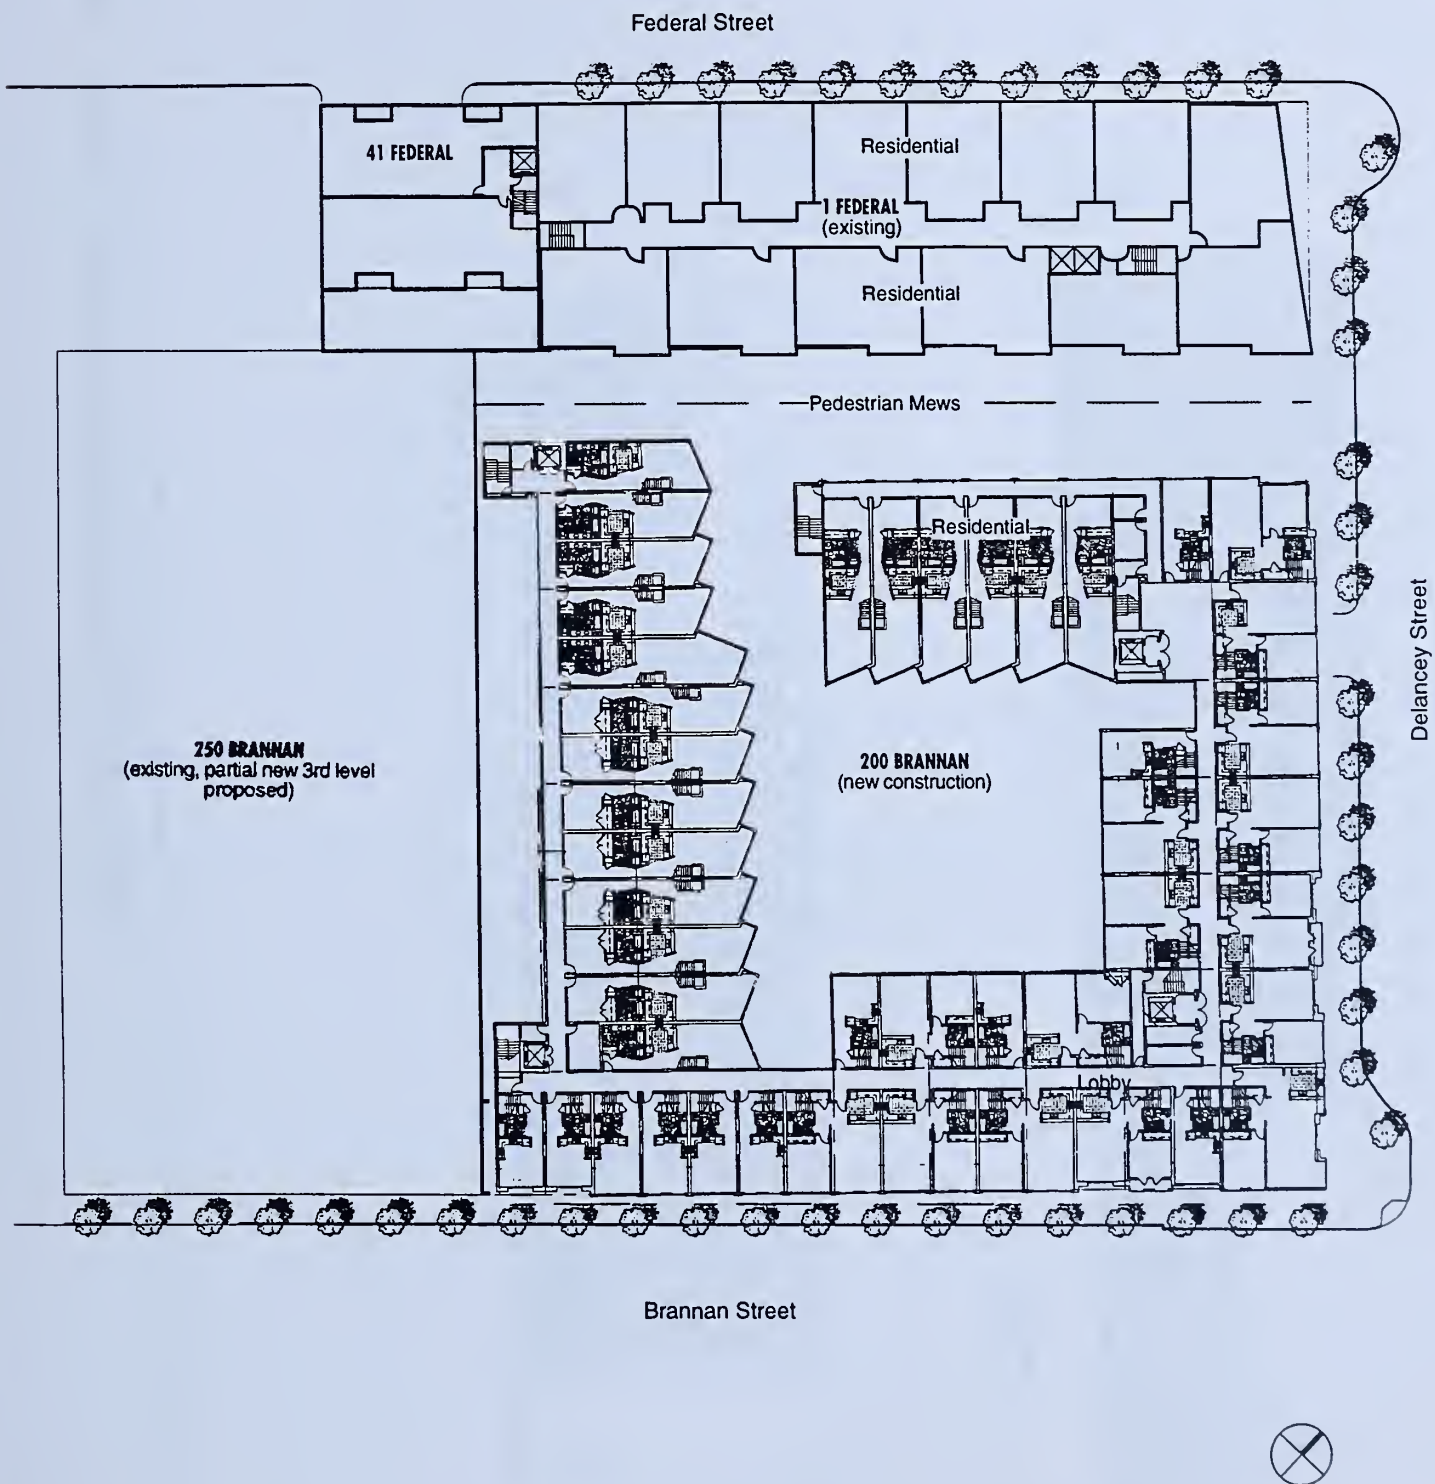 Federal Street
41 FEDERAL
Residential
1 FEDERAL
(existing)
Residential
Pedestrian Mews
Residential
Delancey Street
250 BRANNAN
(existing, partial new 3rd level
proposed)
200 BRANNAN
(new construction)
Lobby
Brannan Street